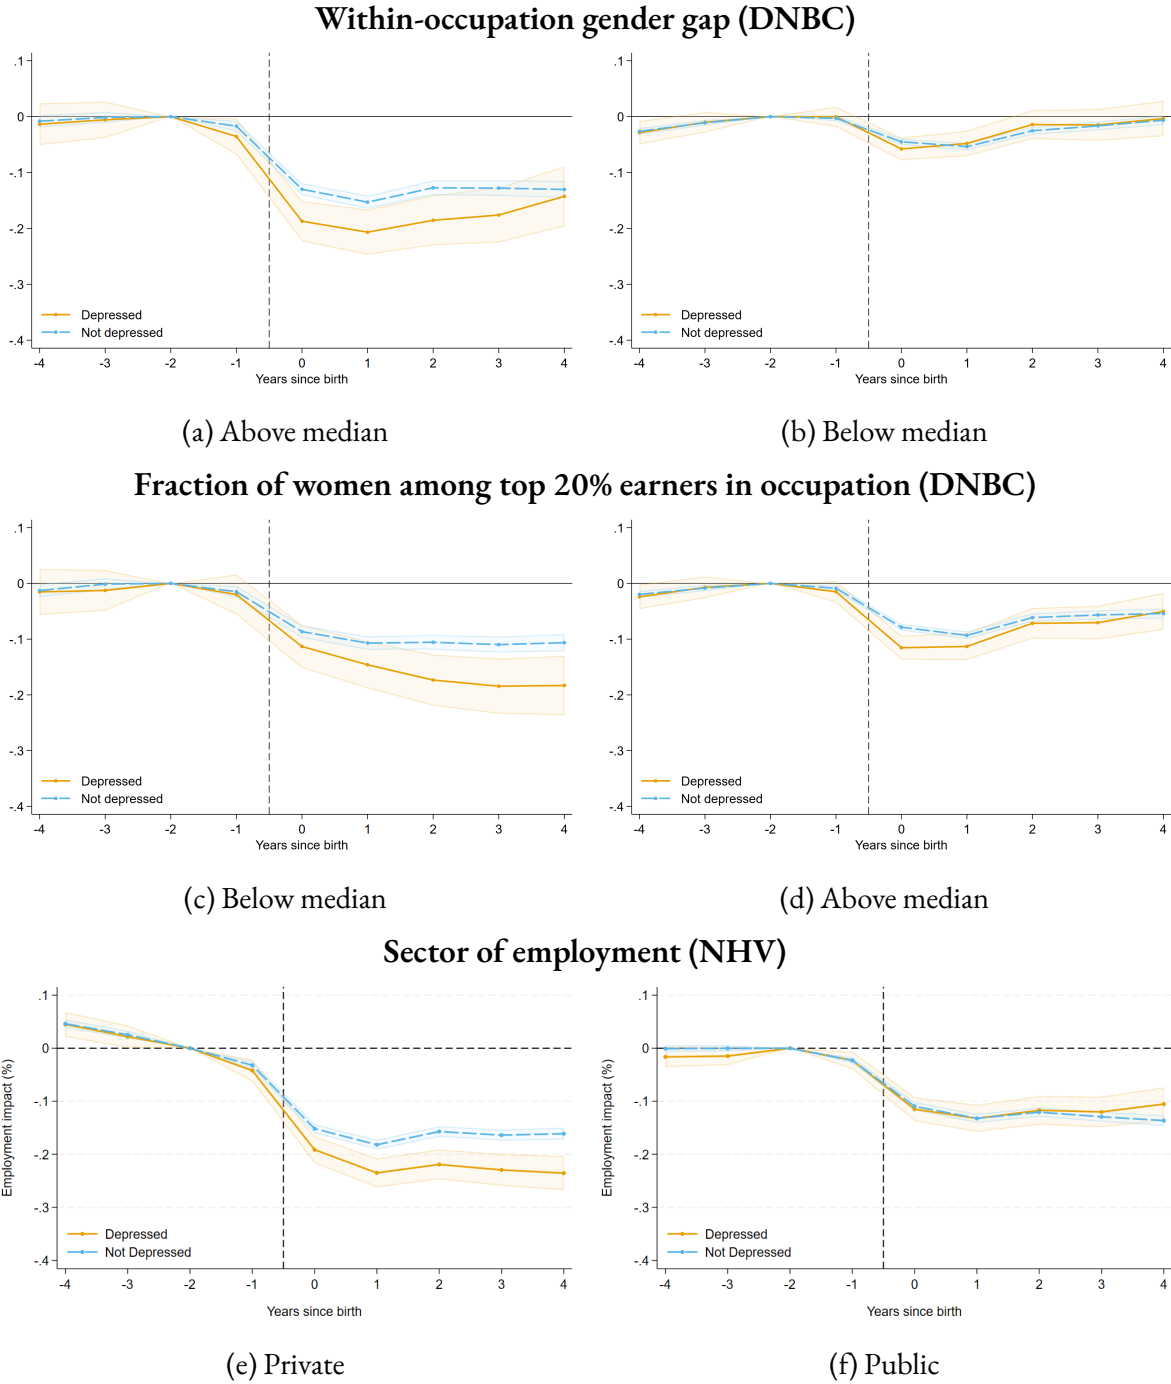 Within-occupation gender gap (DNBC)
.1
0
-.1
-.2
-.3
-.4
Depressed
Not depressed
-4 -3 -2 -1 0 1 2 3 4
Years since birth
(a) Above median
.1
0
-.1
-.2
-.3
-.4
Depressed
Not depressed
-4 -3 -2 -1 0 1 2 3 4
Years since birth
(b) Below median
Fraction of women among top 20% earners in occupation (DNBC)
.1
0
-.1
-.2
-.3
-.4
Depressed
Not depressed
-4 -3 -2 -1 0 1 2 3 4
Years since birth
(c) Below median
.1
0
-.1
-.2
-.3
-.4
Depressed
Not depressed
-4 -3 -2 -1 0 1 2 3 4
Years since birth
(d) Above median
Sector of employment (NHV)
Employment impact (%)
.1
0
-.1
-.2
-.3
-.4
Depressed
Not Depressed
-4 -3 -2 -1 0 1 2 3 4
Years since birth
(e) Private
Employment impact (%)
.1
0
-.1
-.2
-.3
-.4
Depressed
Not Depressed
-4 -3 -2 -1 0 1 2 3 4
Years since birth
(f) Public